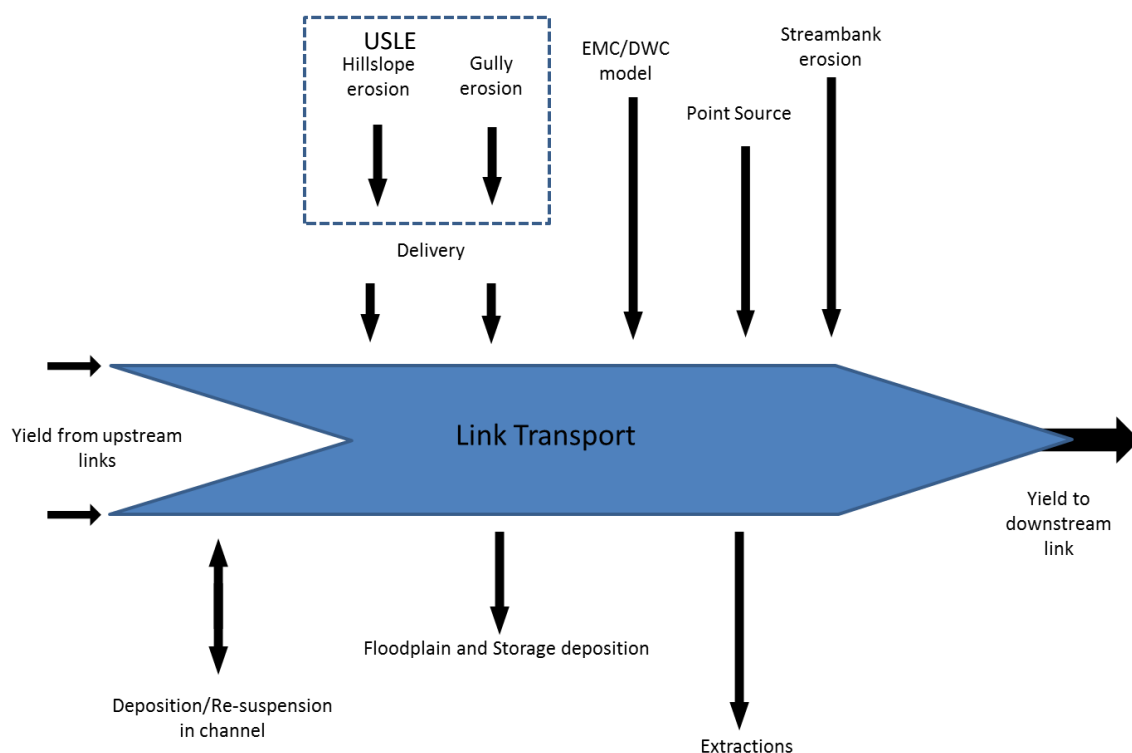 USLE
Hillslope
erosion
Gully
erosion
EMC/DWC
model
Point Source
Streambank
erosion
Delivery
Yield from upstream
links
Link Transport
Yield to
downstream
link
Floodplain and Storage deposition
Deposition/Re-suspension
in channel
Extractions